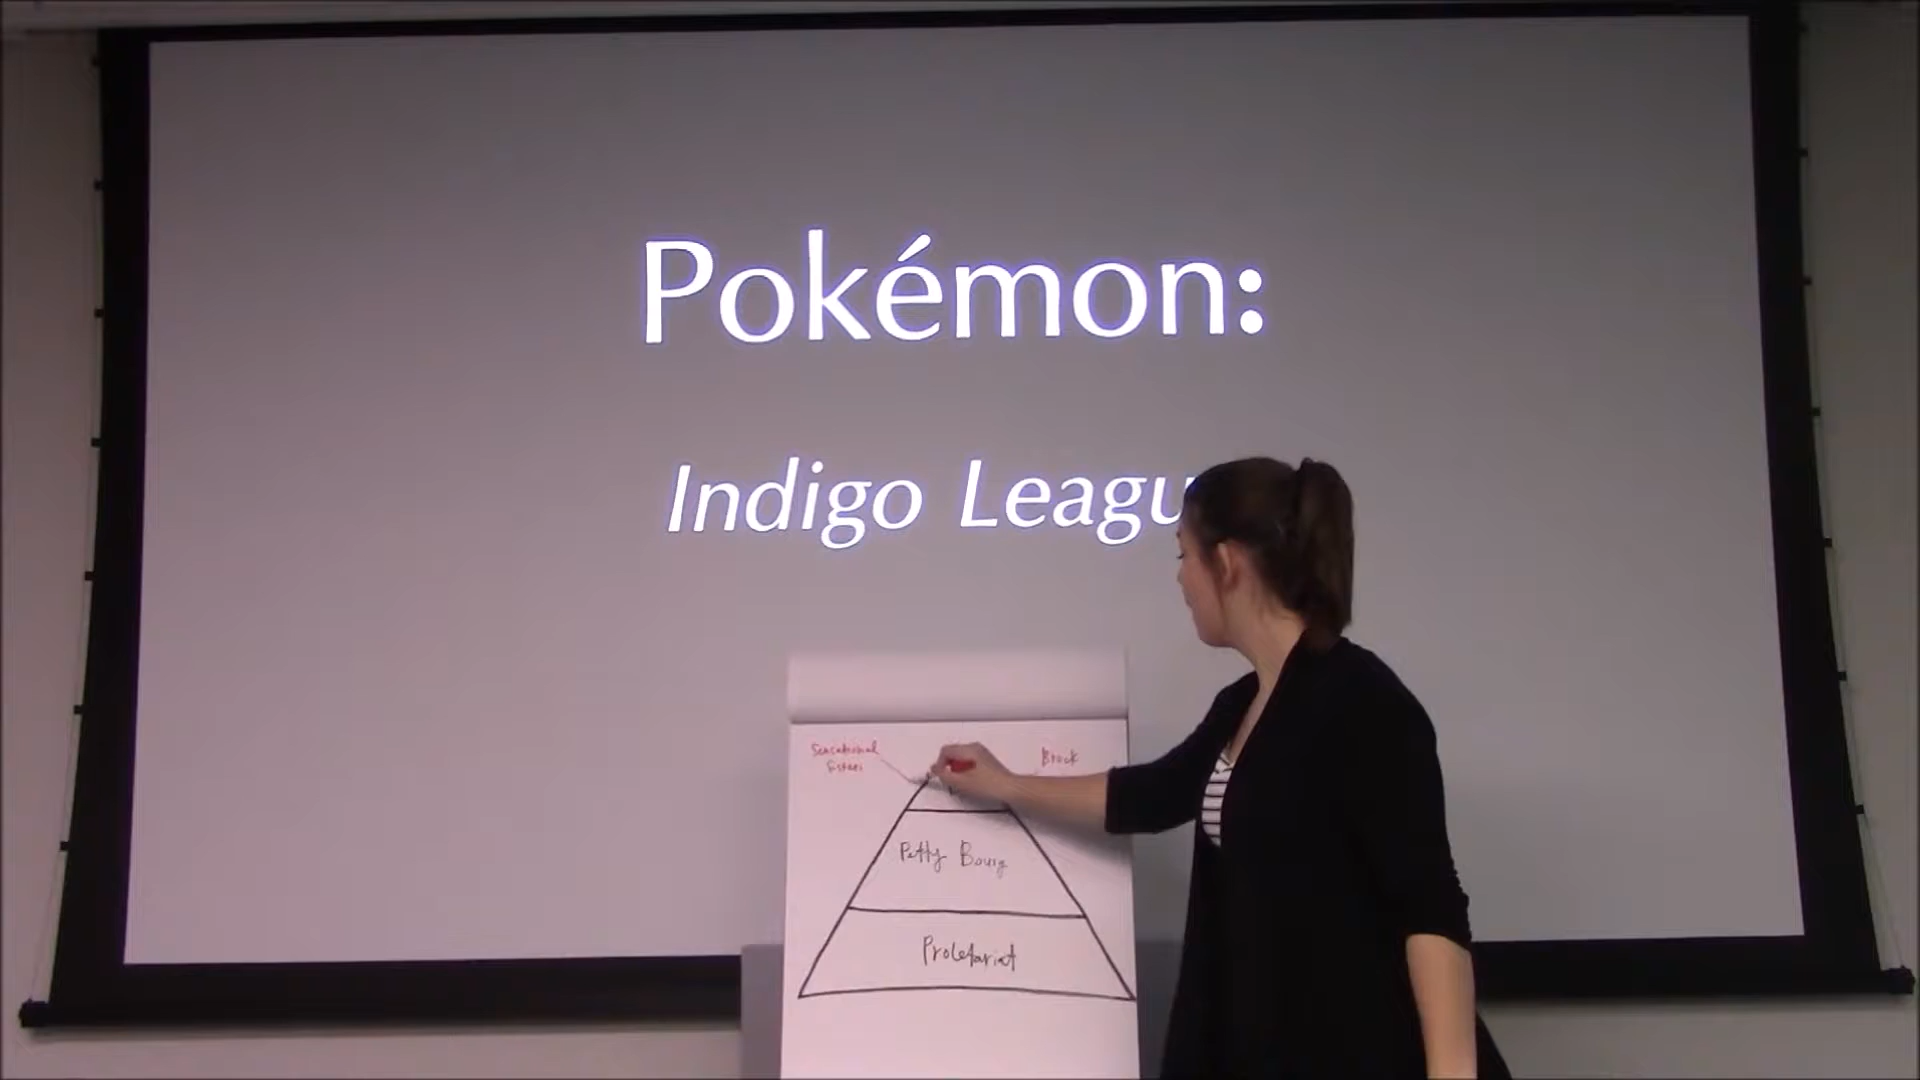 Pokémon:
Indigo Leagu
Sensational
Sisters
Brock
Petty Bourg
Proletariat